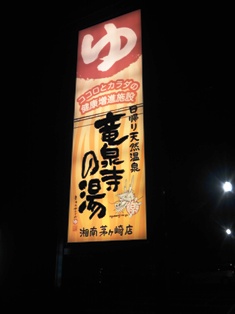 ゆ
ココロとカラダの
健康増進施設
日帰り天然温泉
竜泉寺の湯
湘南茅ヶ崎店